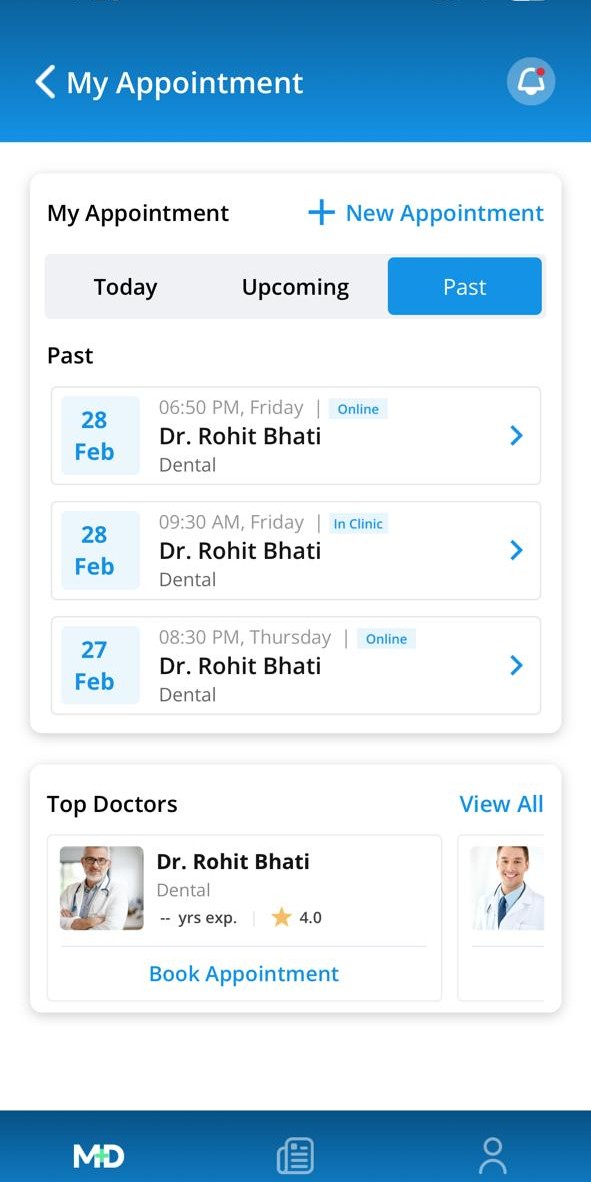 My Appointment
My Appointment
New Appointment
Today
Upcoming
Past
Past
28
Feb
06:50 PM, Friday | Online
Dr. Rohit Bhati
Dental
28
Feb
09:30 AM, Friday | In Clinic
Dr. Rohit Bhati
Dental
27
Feb
08:30 PM, Thursday | Online
Dr. Rohit Bhati
Dental
Top Doctors
View All
Dr. Rohit Bhati
Dental
-- yrs exp. | 4.0
Book Appointment
MD